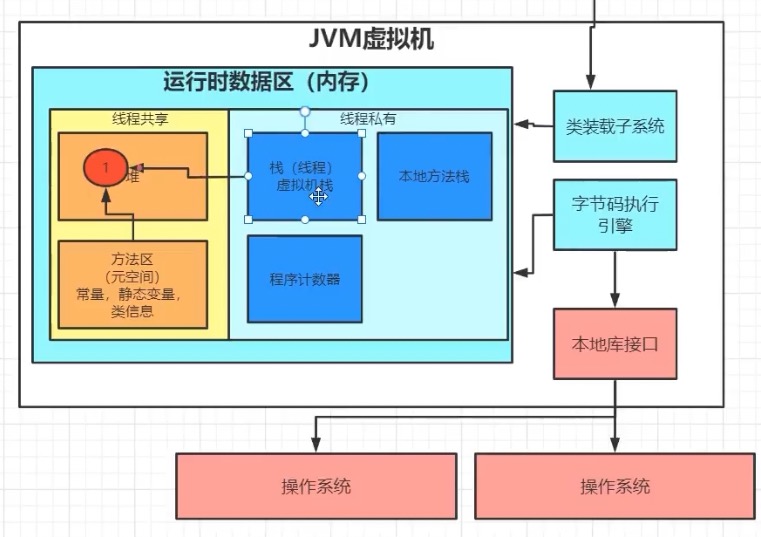 JVM虚拟机
运行时数据区（内存）
线程共享
线程私有
1
堆
栈（线程）
虚拟机栈
本地方法栈
方法区
（元空间）
常量，静态变量，
类信息
程序计数器
类装载子系统
字节码执行
引擎
本地库接口
操作系统
操作系统